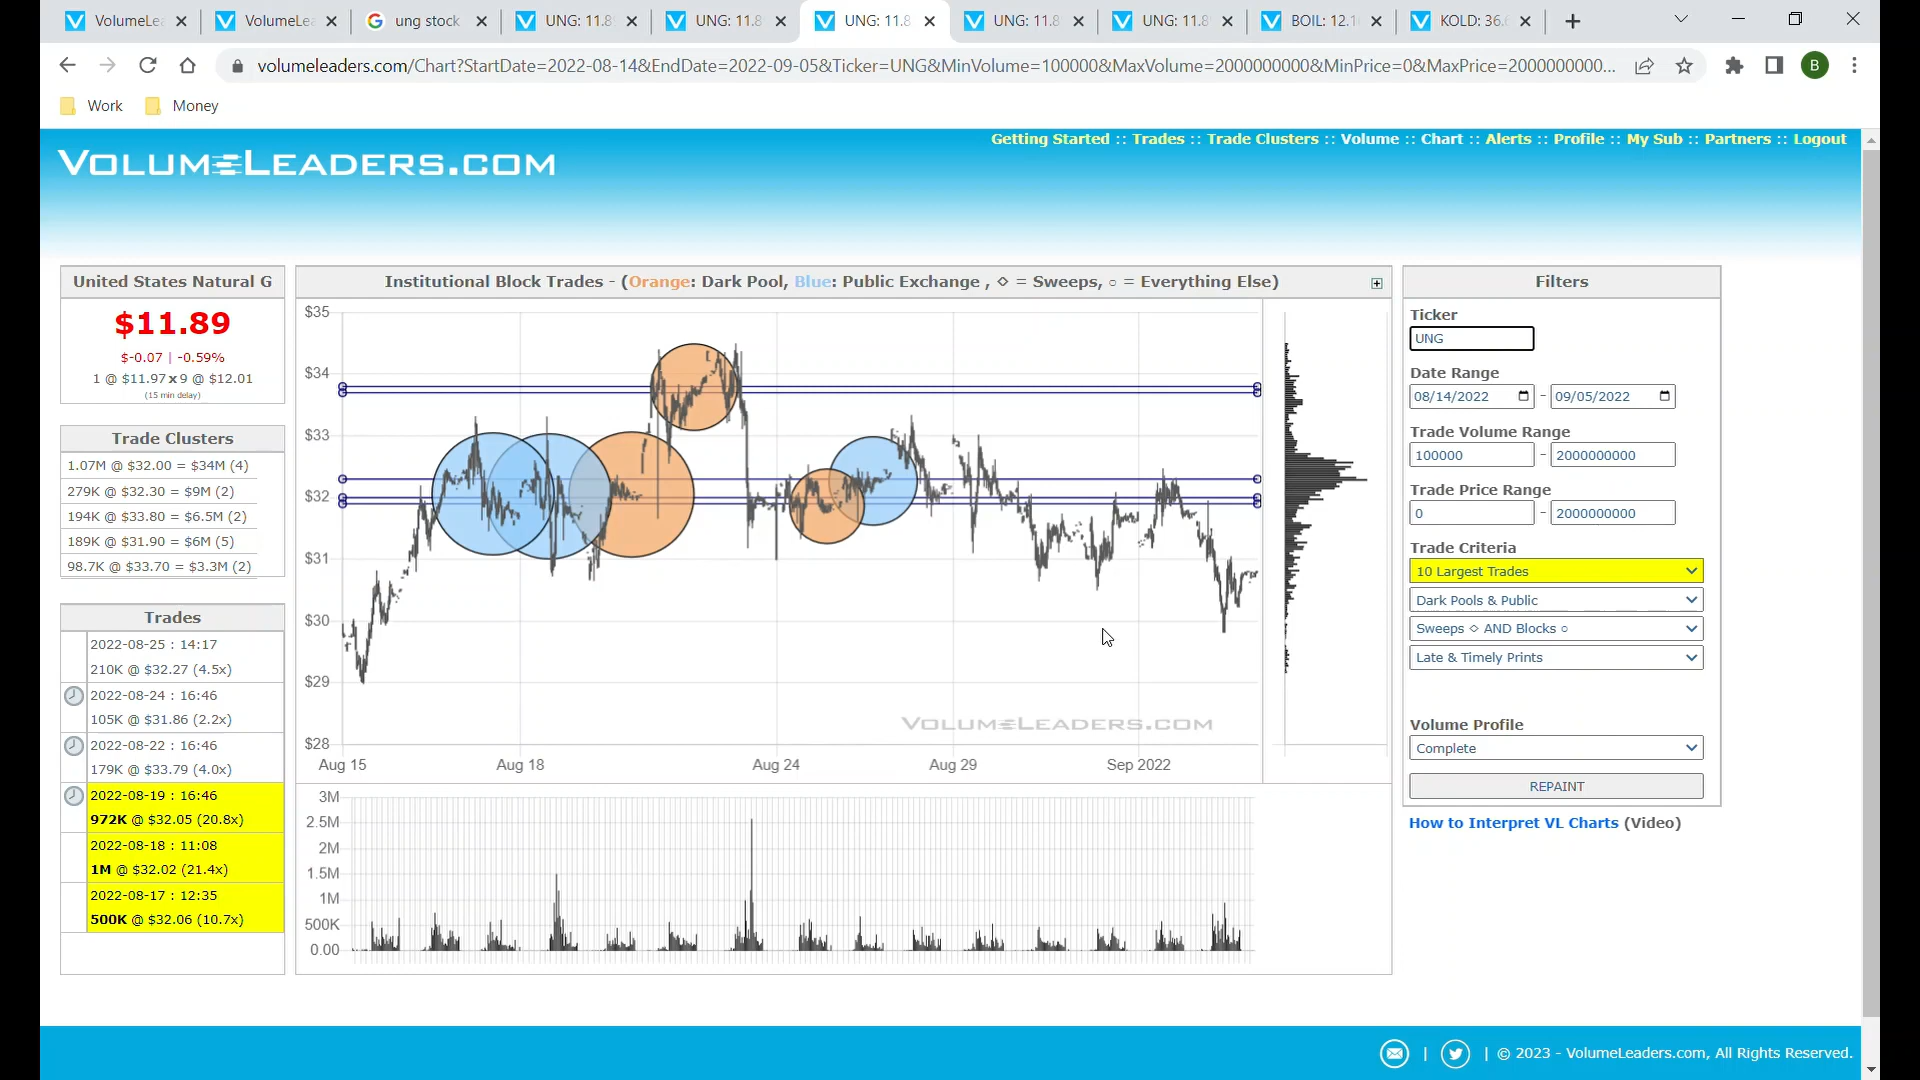 VolumeLea
VolumeLea
ung stock
UNG: 11.8
UNG: 11.8
UNG: 11.8
UNG: 11.8
UNG: 11.8
BOIL: 12.1
KOLD: 36.6
volumeleaders.com/Chart?StartDate=2022-08-14&EndDate=2022-09-05&Ticker=UNG&MinVolume=100000&MaxVolume=2000000000&MinPrice=0&MaxPrice=2000000000...
B
Work
Money
Getting Started :: Trades :: Trade Clusters :: Volume :: Chart :: Alerts :: Profile :: My Sub :: Partners :: Logout
VOLUMELEADERS.COM
United States Natural G
$11.89
$-0.07 | -0.59%
1 @ $11.97 x 9 @ $12.01
(15 min delay)
Trade Clusters
1.07M @ $32.00 = $34M (4)
279K @ $32.30 = $9M (2)
194K @ $33.80 = $6.5M (2)
189K @ $31.90 = $6M (5)
98.7K @ $33.70 = $3.3M (2)
Trades
2022-08-25 : 14:17
210K @ $32.27 (4.5x)
2022-08-24 : 16:46
105K @ $31.86 (2.2x)
2022-08-22 : 16:46
179K @ $33.79 (4.0x)
2022-08-19 : 16:46
972K @ $32.05 (20.8x)
2022-08-18 : 11:08
1M @ $32.02 (21.4x)
2022-08-17 : 12:35
500K @ $32.06 (10.7x)
Institutional Block Trades - (Orange: Dark Pool, Blue: Public Exchange , ◇ = Sweeps, ○ = Everything Else)
$35
$34
$33
$32
$31
$30
$29
$28
VOLUMELEADERS.COM
Aug 15
Aug 18
Aug 24
Aug 29
Sep 2022
3M
2.5M
2M
1.5M
1M
500K
0.00
Filters
Ticker
UNG
Date Range
08/14/2022 - 09/05/2022
Trade Volume Range
100000 - 2000000000
Trade Price Range
0 - 2000000000
Trade Criteria
10 Largest Trades
Dark Pools & Public
Sweeps ◇ AND Blocks ○
Late & Timely Prints
Volume Profile
Complete
REPAINT
How to Interpret VL Charts (Video)
| | © 2023 - VolumeLeaders.com, All Rights Reserved.